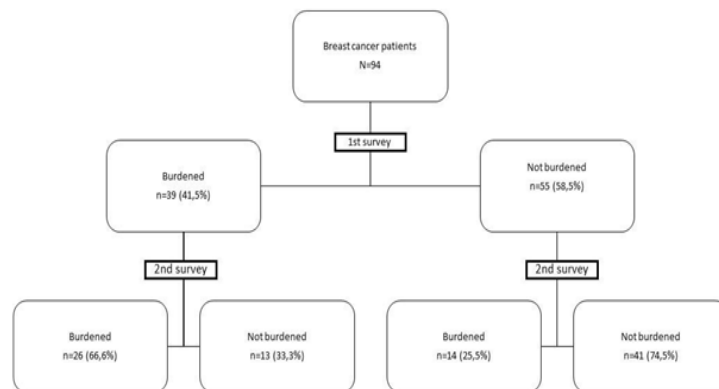 Breast cancer patients
N=94
1st survey
Burdened
n=39 (41,5%)
Not burdened
n=55 (58,5%)
2nd survey
2nd survey
Burdened
n=26 (66,6%)
Not burdened
n=13 (33,3%)
Burdened
n=14 (25,5%)
Not burdened
n=41 (74,5%)